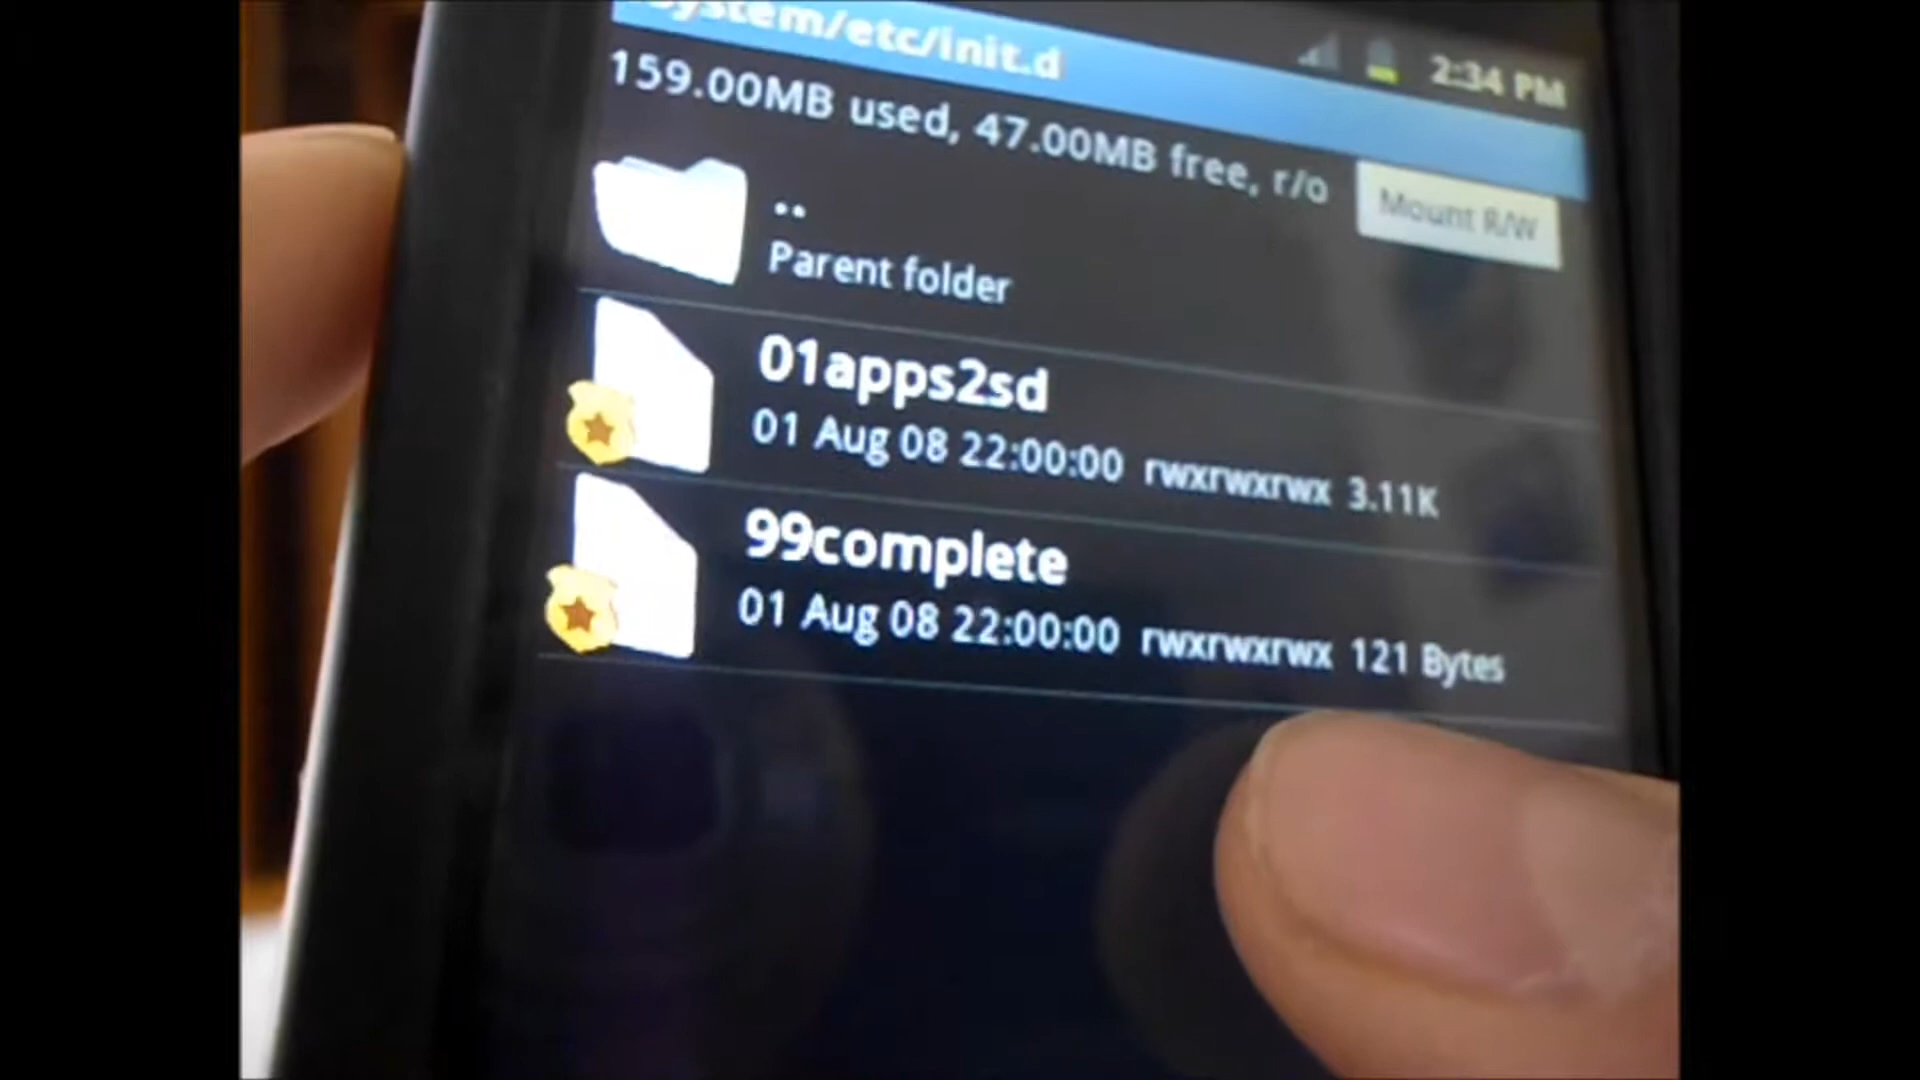 2:34 PM
system/etc/init.d
159.00MB used, 47.00MB free, r/o
Mount R/W
..
Parent folder
01apps2sd
01 Aug 08 22:00:00 rwxrwxrwx 3.11K
99complete
01 Aug 08 22:00:00 rwxrwxrwx 121 Bytes